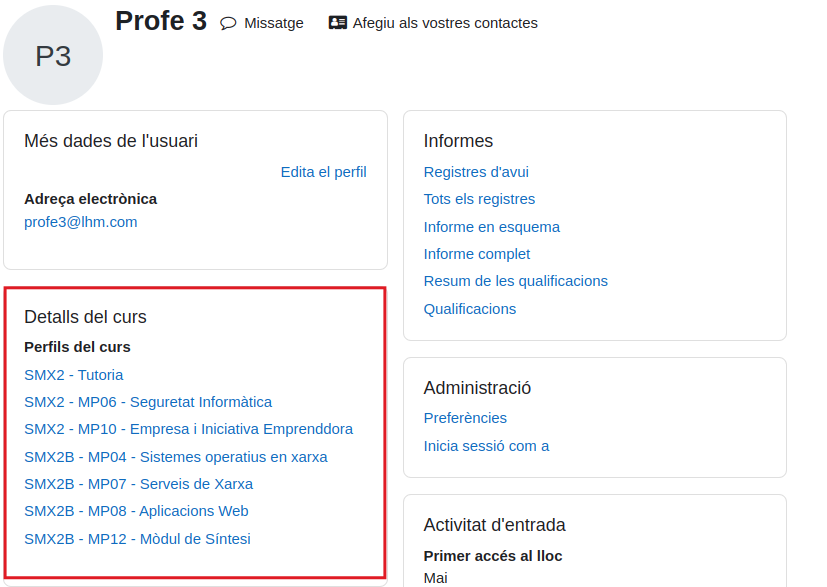 P3
Profe 3
Missatge
Afegiu als vostres contactes
Més dades de l'usuari
Edita el perfil
Adreça electrònica
profe3@lhm.com
Detalls del curs
Perfils del curs
SMX2 - Tutoria
SMX2 - MP06 - Seguretat Informàtica
SMX2 - MP10 - Empresa i Iniciativa Emprenddora
SMX2B - MP04 - Sistemes operatius en xarxa
SMX2B - MP07 - Serveis de Xarxa
SMX2B - MP08 - Aplicacions Web
SMX2B - MP12 - Mòdul de Síntesi
Informes
Registres d'avui
Tots els registres
Informe en esquema
Informe complet
Resum de les qualificacions
Qualificacions
Administració
Preferències
Inicia sessió com a
Activitat d'entrada
Primer accés al lloc
Mai